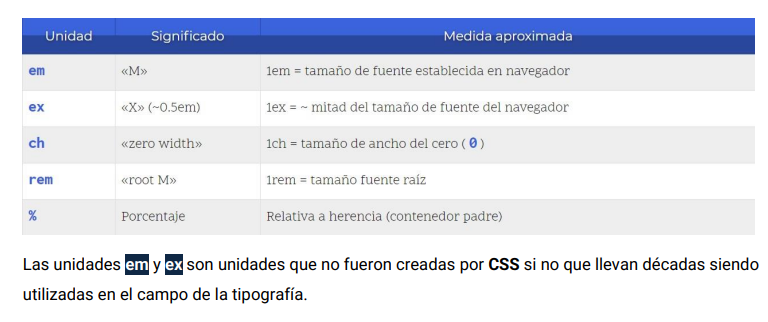 Unidad Significado Medida aproximada
em «M» 1em = tamaño de fuente establecida en navegador
ex «X» (~0.5em) 1ex = ~ mitad del tamaño de fuente del navegador
ch «zero width» 1ch = tamaño de ancho del cero ( 0 )
rem «root M» 1rem = tamaño fuente raíz
% Porcentaje Relativa a herencia (contenedor padre)
Las unidades em y ex son unidades que no fueron creadas por CSS si no que llevan décadas siendo
utilizadas en el campo de la tipografía.